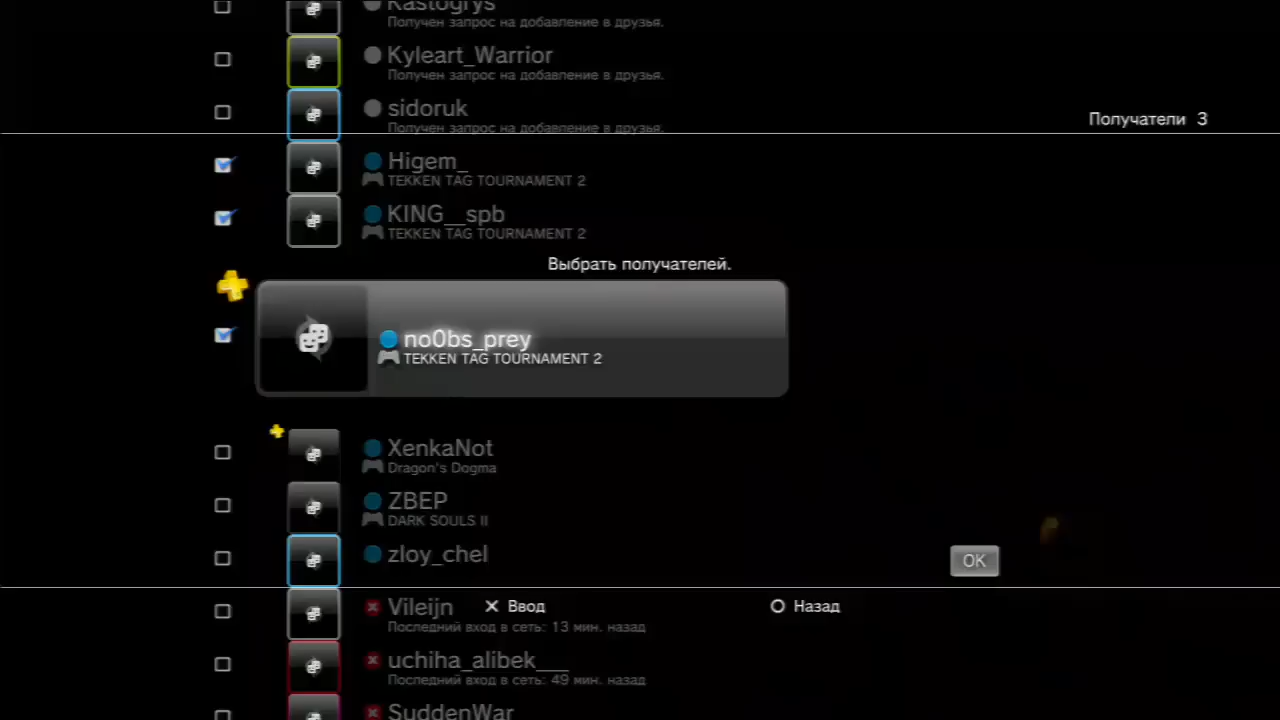 Kastogrys
Получен запрос на добавление в друзья.
Kyleart_Warrior
Получен запрос на добавление в друзья.
sidoruk
Получен запрос на добавление в друзья.
Получатели 3
Higem_
TEKKEN TAG TOURNAMENT 2
KING__spb
TEKKEN TAG TOURNAMENT 2
Выбрать получателей.
no0bs_prey
TEKKEN TAG TOURNAMENT 2
XenkaNot
Dragon's Dogma
ZBEP
DARK SOULS II
zloy_chel
OK
Vileijn
Ввод
Назад
Последний вход в сеть: 13 мин. назад
uchiha_alibek___
Последний вход в сеть: 49 мин. назад
SuddenWar